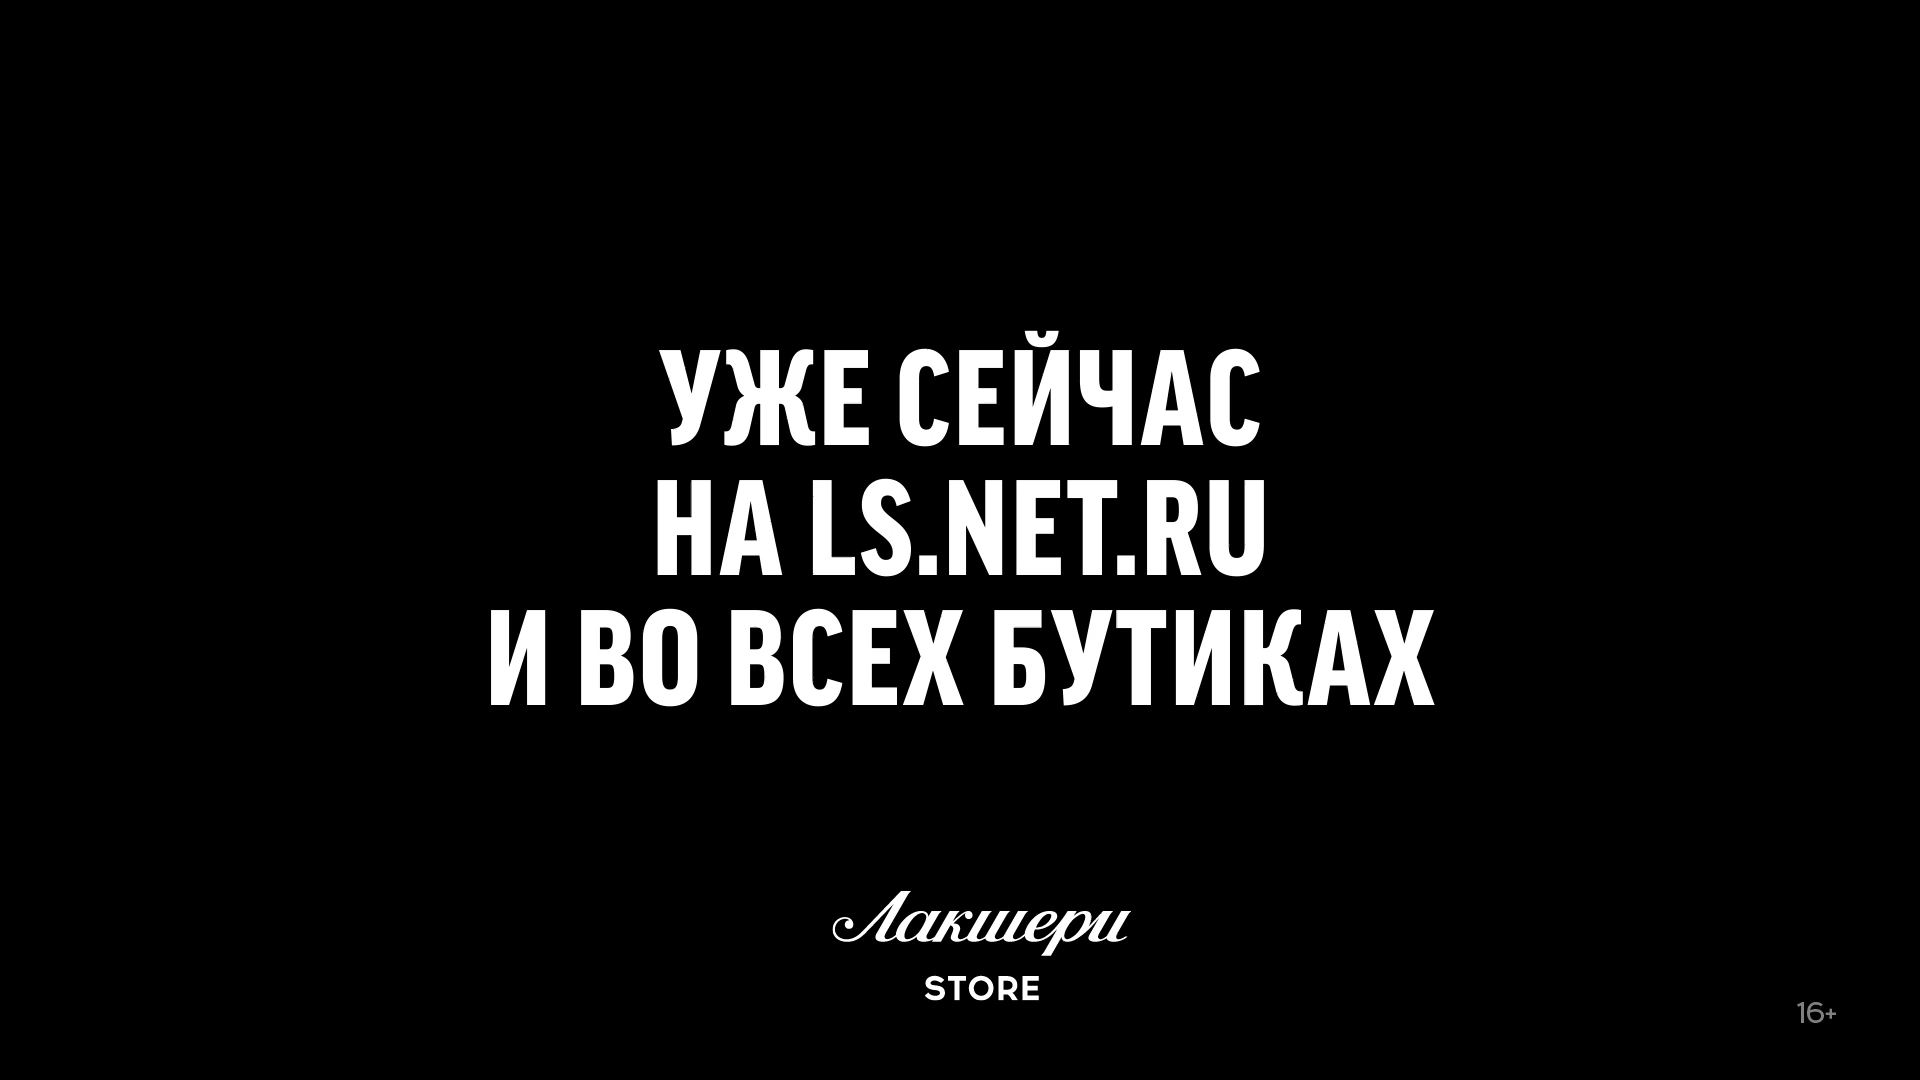 УЖЕ СЕЙЧАС
НА LS.NET.RU
И ВО ВСЕХ БУТИКАХ
Лакшери
STORE
16+